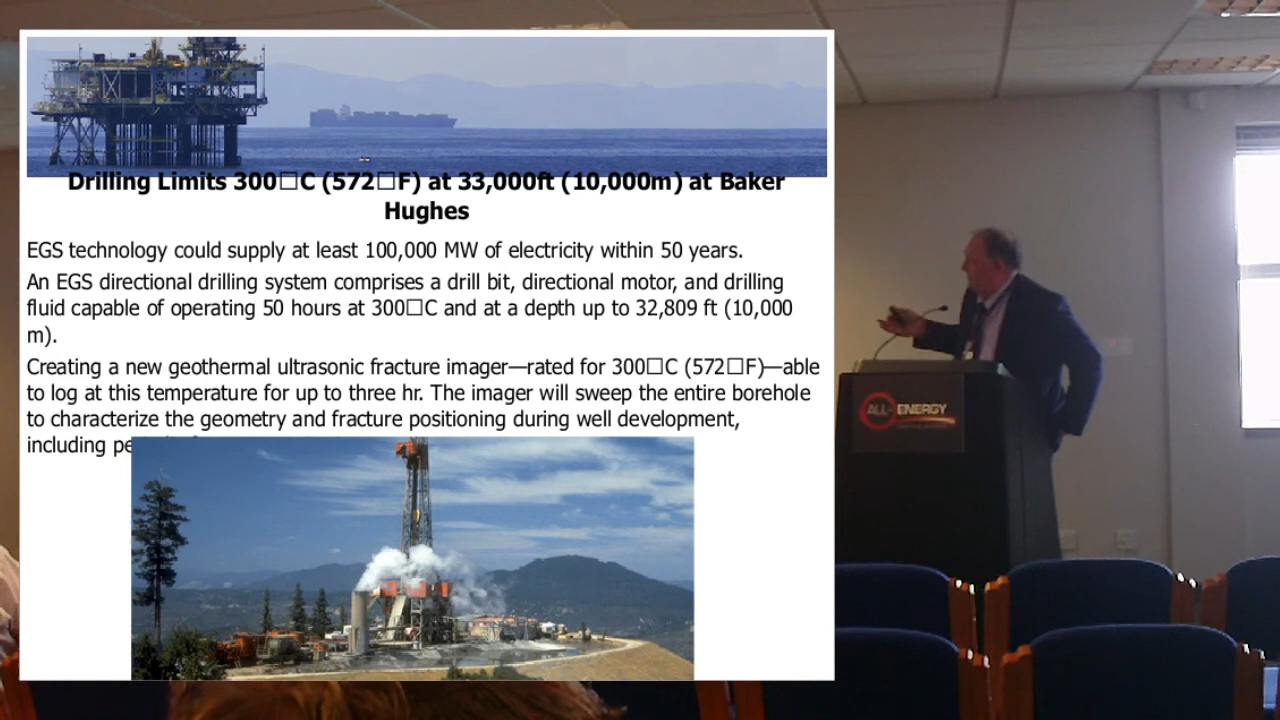 Drilling Limits 300□C (572□F) at 33,000ft (10,000m) at Baker
Hughes
EGS technology could supply at least 100,000 MW of electricity within 50 years.
An EGS directional drilling system comprises a drill bit, directional motor, and drilling
fluid capable of operating 50 hours at 300□C and at a depth up to 32,809 ft (10,000
m).
Creating a new geothermal ultrasonic fracture imager—rated for 300□C (572□F)—able
to log at this temperature for up to three hr. The imager will sweep the entire borehole
to characterize the geometry and fracture positioning during well development,
including
ALL-ENERGY